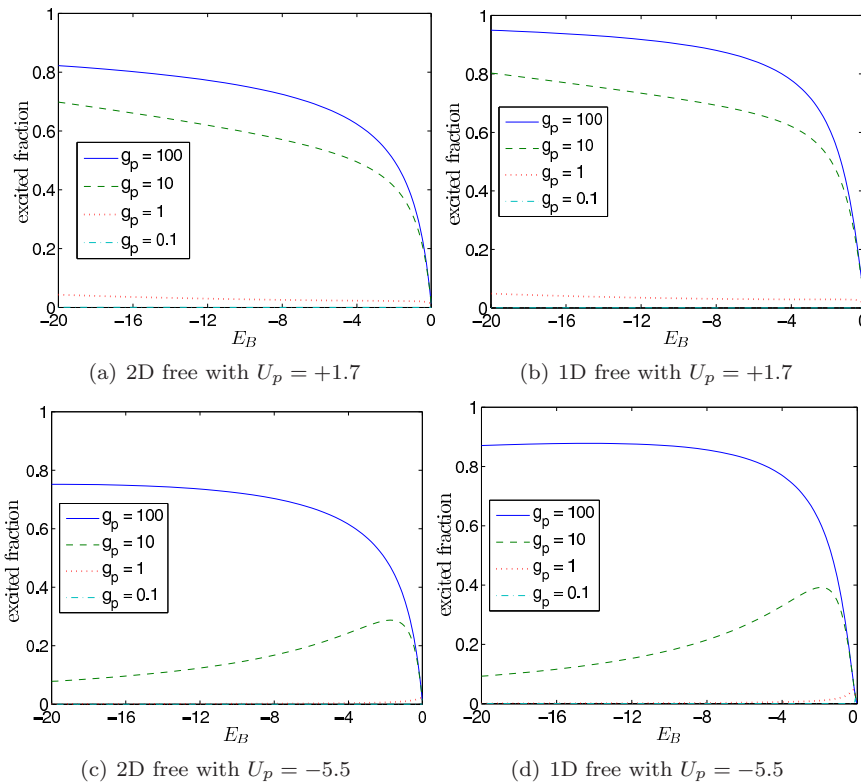 excited fraction
1
0.8
0.6
0.4
0.2
0
g_p = 100
g_p = 10
g_p = 1
g_p = 0.1
−20 −16 −12 −8 −4 0
E_B
(a) 2D free with U_p = +1.7
excited fraction
1
0.8
0.6
0.4
0.2
0
g_p = 100
g_p = 10
g_p = 1
g_p = 0.1
−20 −16 −12 −8 −4 0
E_B
(b) 1D free with U_p = +1.7
excited fraction
1
0.8
0.6
0.4
0.2
0
g_p = 100
g_p = 10
g_p = 1
g_p = 0.1
−20 −16 −12 −8 −4 0
E_B
(c) 2D free with U_p = −5.5
excited fraction
1
0.8
0.6
0.4
0.2
0
g_p = 100
g_p = 10
g_p = 1
g_p = 0.1
−20 −16 −12 −8 −4 0
E_B
(d) 1D free with U_p = −5.5